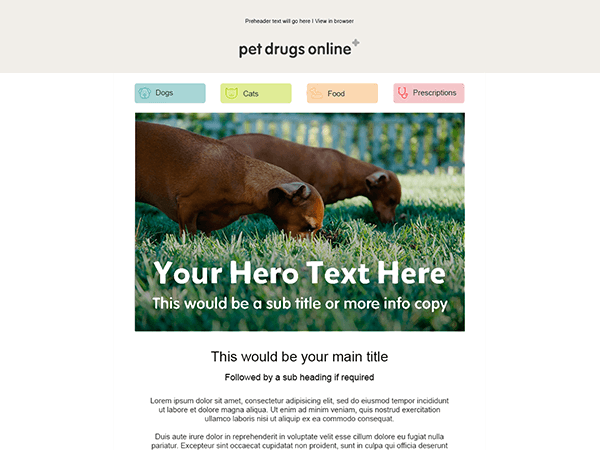 Preheader text will go here I View in browser
pet drugs online
Dogs
Cats
Food
Prescriptions
Your Hero Text Here
This would be a sub title or more info copy
This would be your main title
Followed by a sub heading if required
Lorem ipsum dolor sit amet, consectetur adipisicing elit, sed do eiusmod tempor incididunt
ut labore et dolore magna aliqua. Ut enim ad minim veniam, quis nostrud exercitation
ullamco laboris nisi ut aliquip ex ea commodo consequat.
Duis aute irure dolor in reprehenderit in voluptate velit esse cillum dolore eu fugiat nulla
pariatur. Excepteur sint occaecat cupidatat non proident, sunt in culpa qui officia deserunt